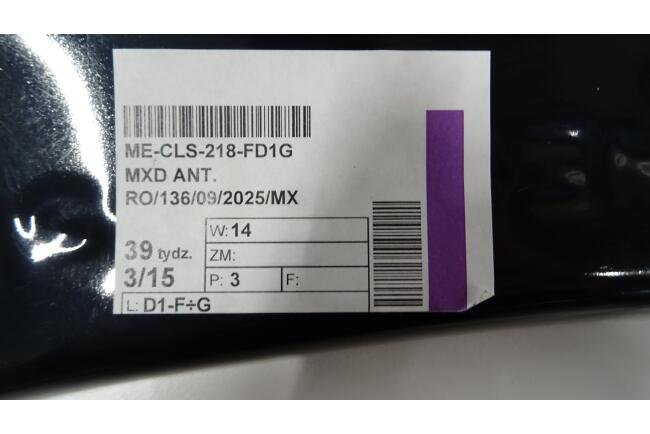 ME-CLS-218-FD1G
MXD ANT.
RO/136/09/2025/MX
39 tydz.
3/15
W: 14
ZM:
P: 3 F:
L: D1-F÷G